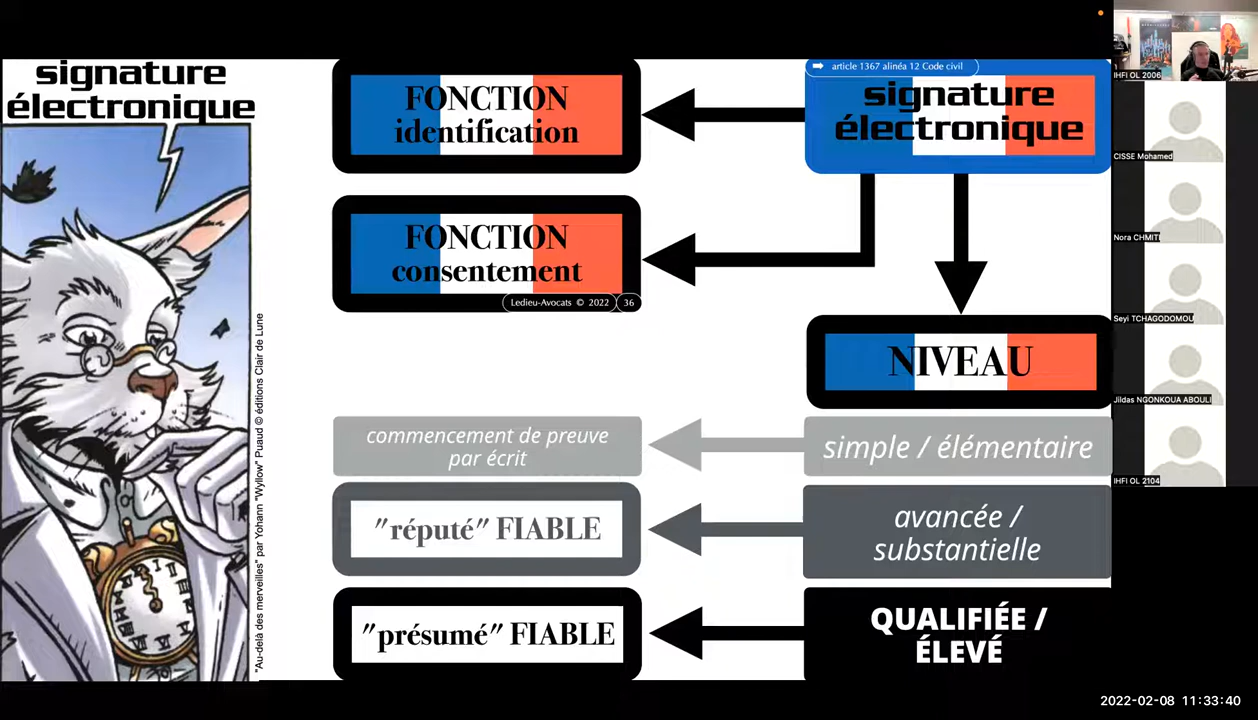 signature
électronique
"Au-delà des merveilles" par Yohann "Wyllow" Puaud © éditions Clair de Lune
FONCTION
identification
article 1367 alinéa 12 Code civil
signature
électronique
FONCTION
consentement
Ledieu-Avocats © 2022
36
NIVEAU
commencement de preuve
par écrit
simple / élémentaire
"réputé" FIABLE
avancée /
substantielle
"présumé" FIABLE
QUALIFIÉE /
ÉLEVÉ
IHFI OL 2006
CISSE Mohamed
Nora CHMITI
Seyi TCHAGODOMOU
Jildas NGONKOUA ABOULI
IHFI OL 2104
2022-02-08 11:33:40